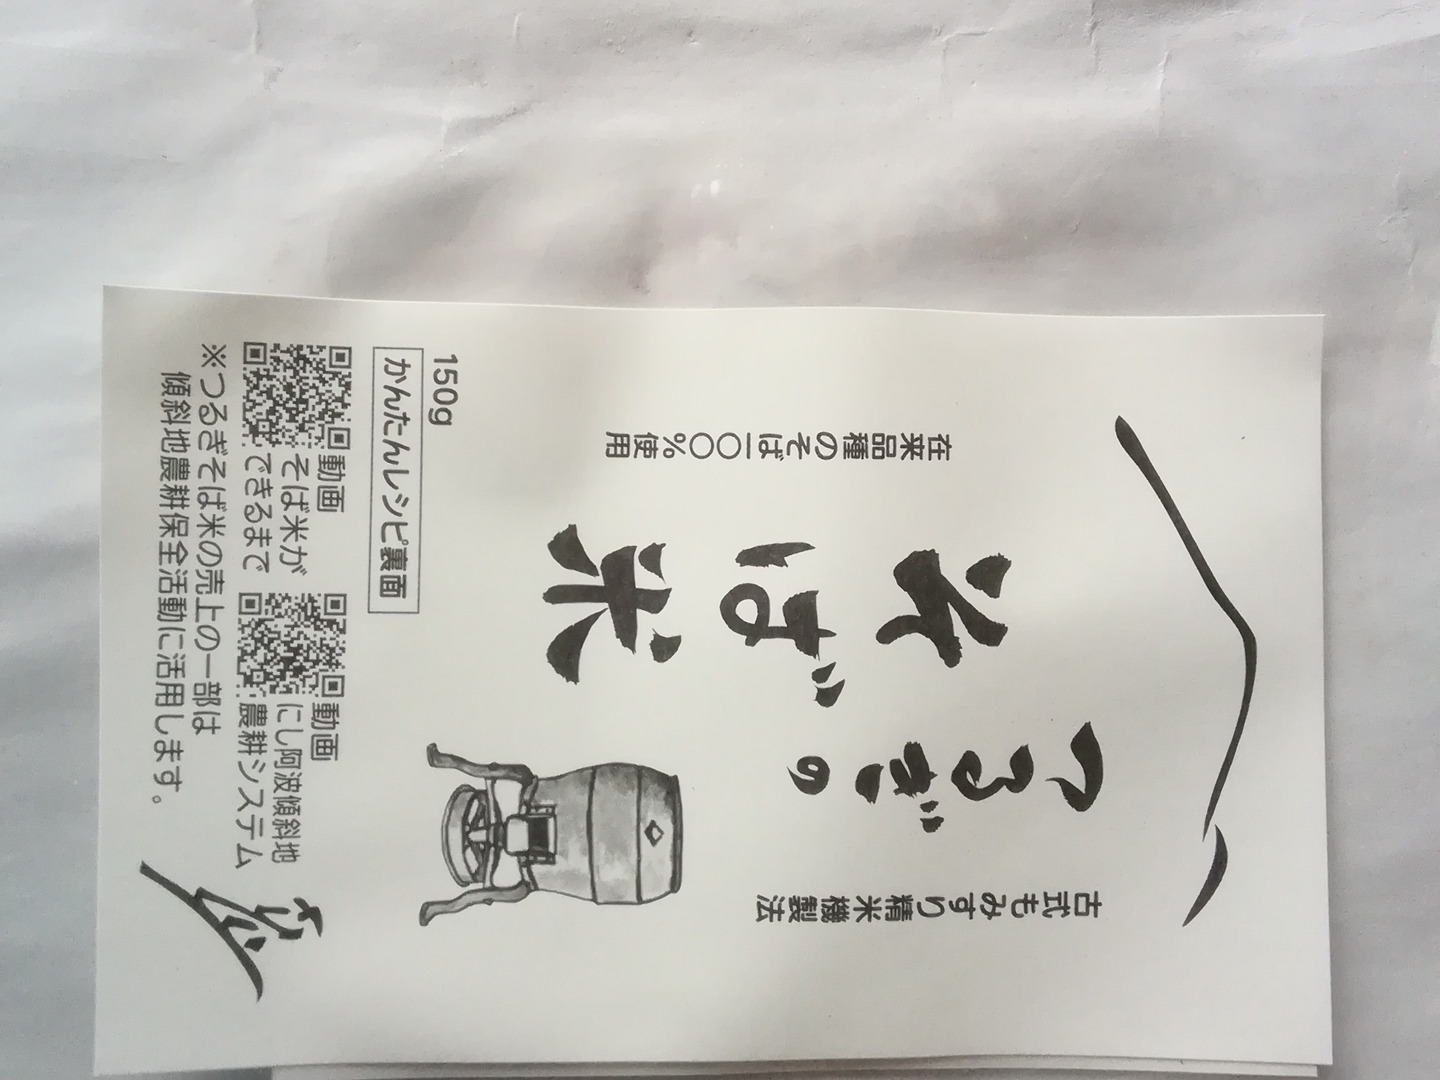 古式もみすり精米機製法
つるぎの
そば米
在来品種のそば一〇〇%使用
150g
かんたんレシピ裏面
動画
そば米が
できるまで
動画
にし阿波傾斜地
農耕システム
※つるぎそば米の売上の一部は
傾斜地農耕保全活動に活用します。